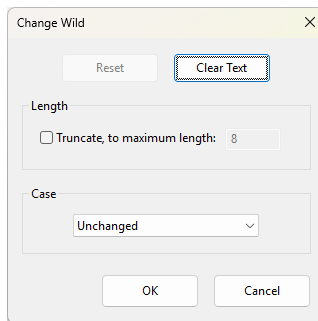 Change Wild
Reset
Clear Text
Length
Truncate, to maximum length: 8
Case
Unchanged
OK
Cancel